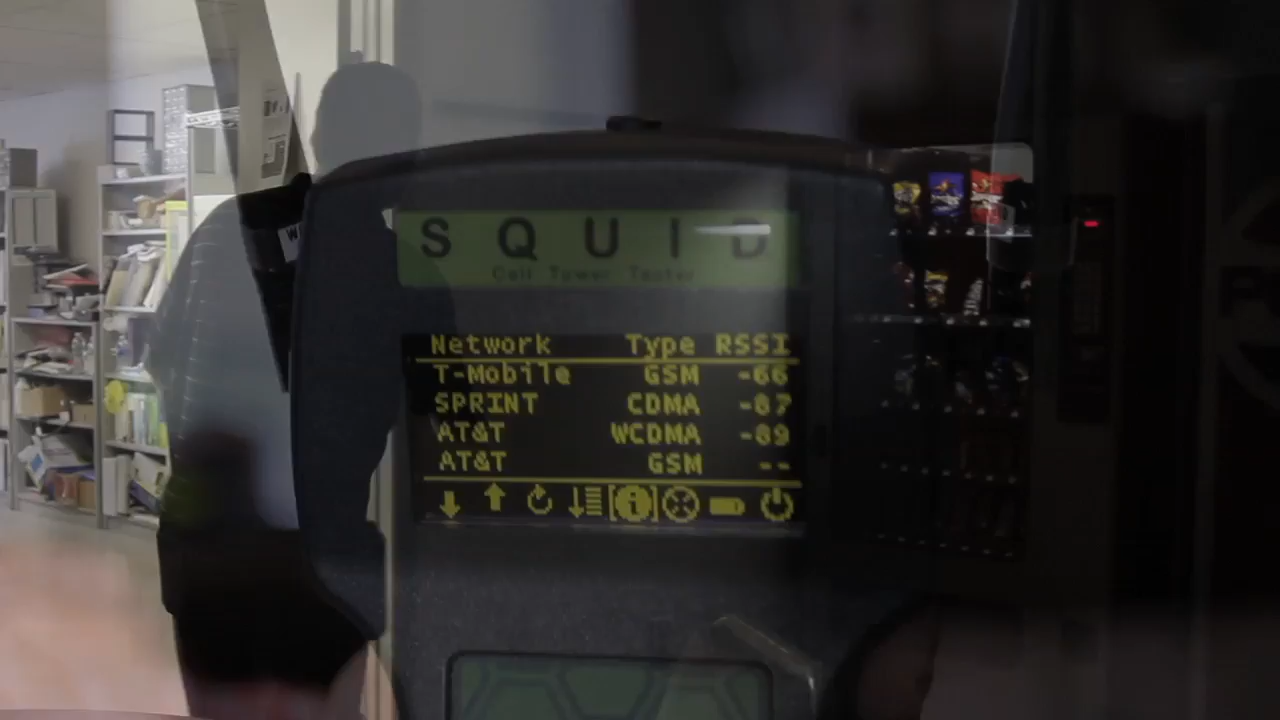 SQUID
Cell Tower Tester
Network Type RSSI
T-Mobile GSM -66
SPRINT CDMA -87
AT&T WCDMA -89
AT&T GSM --